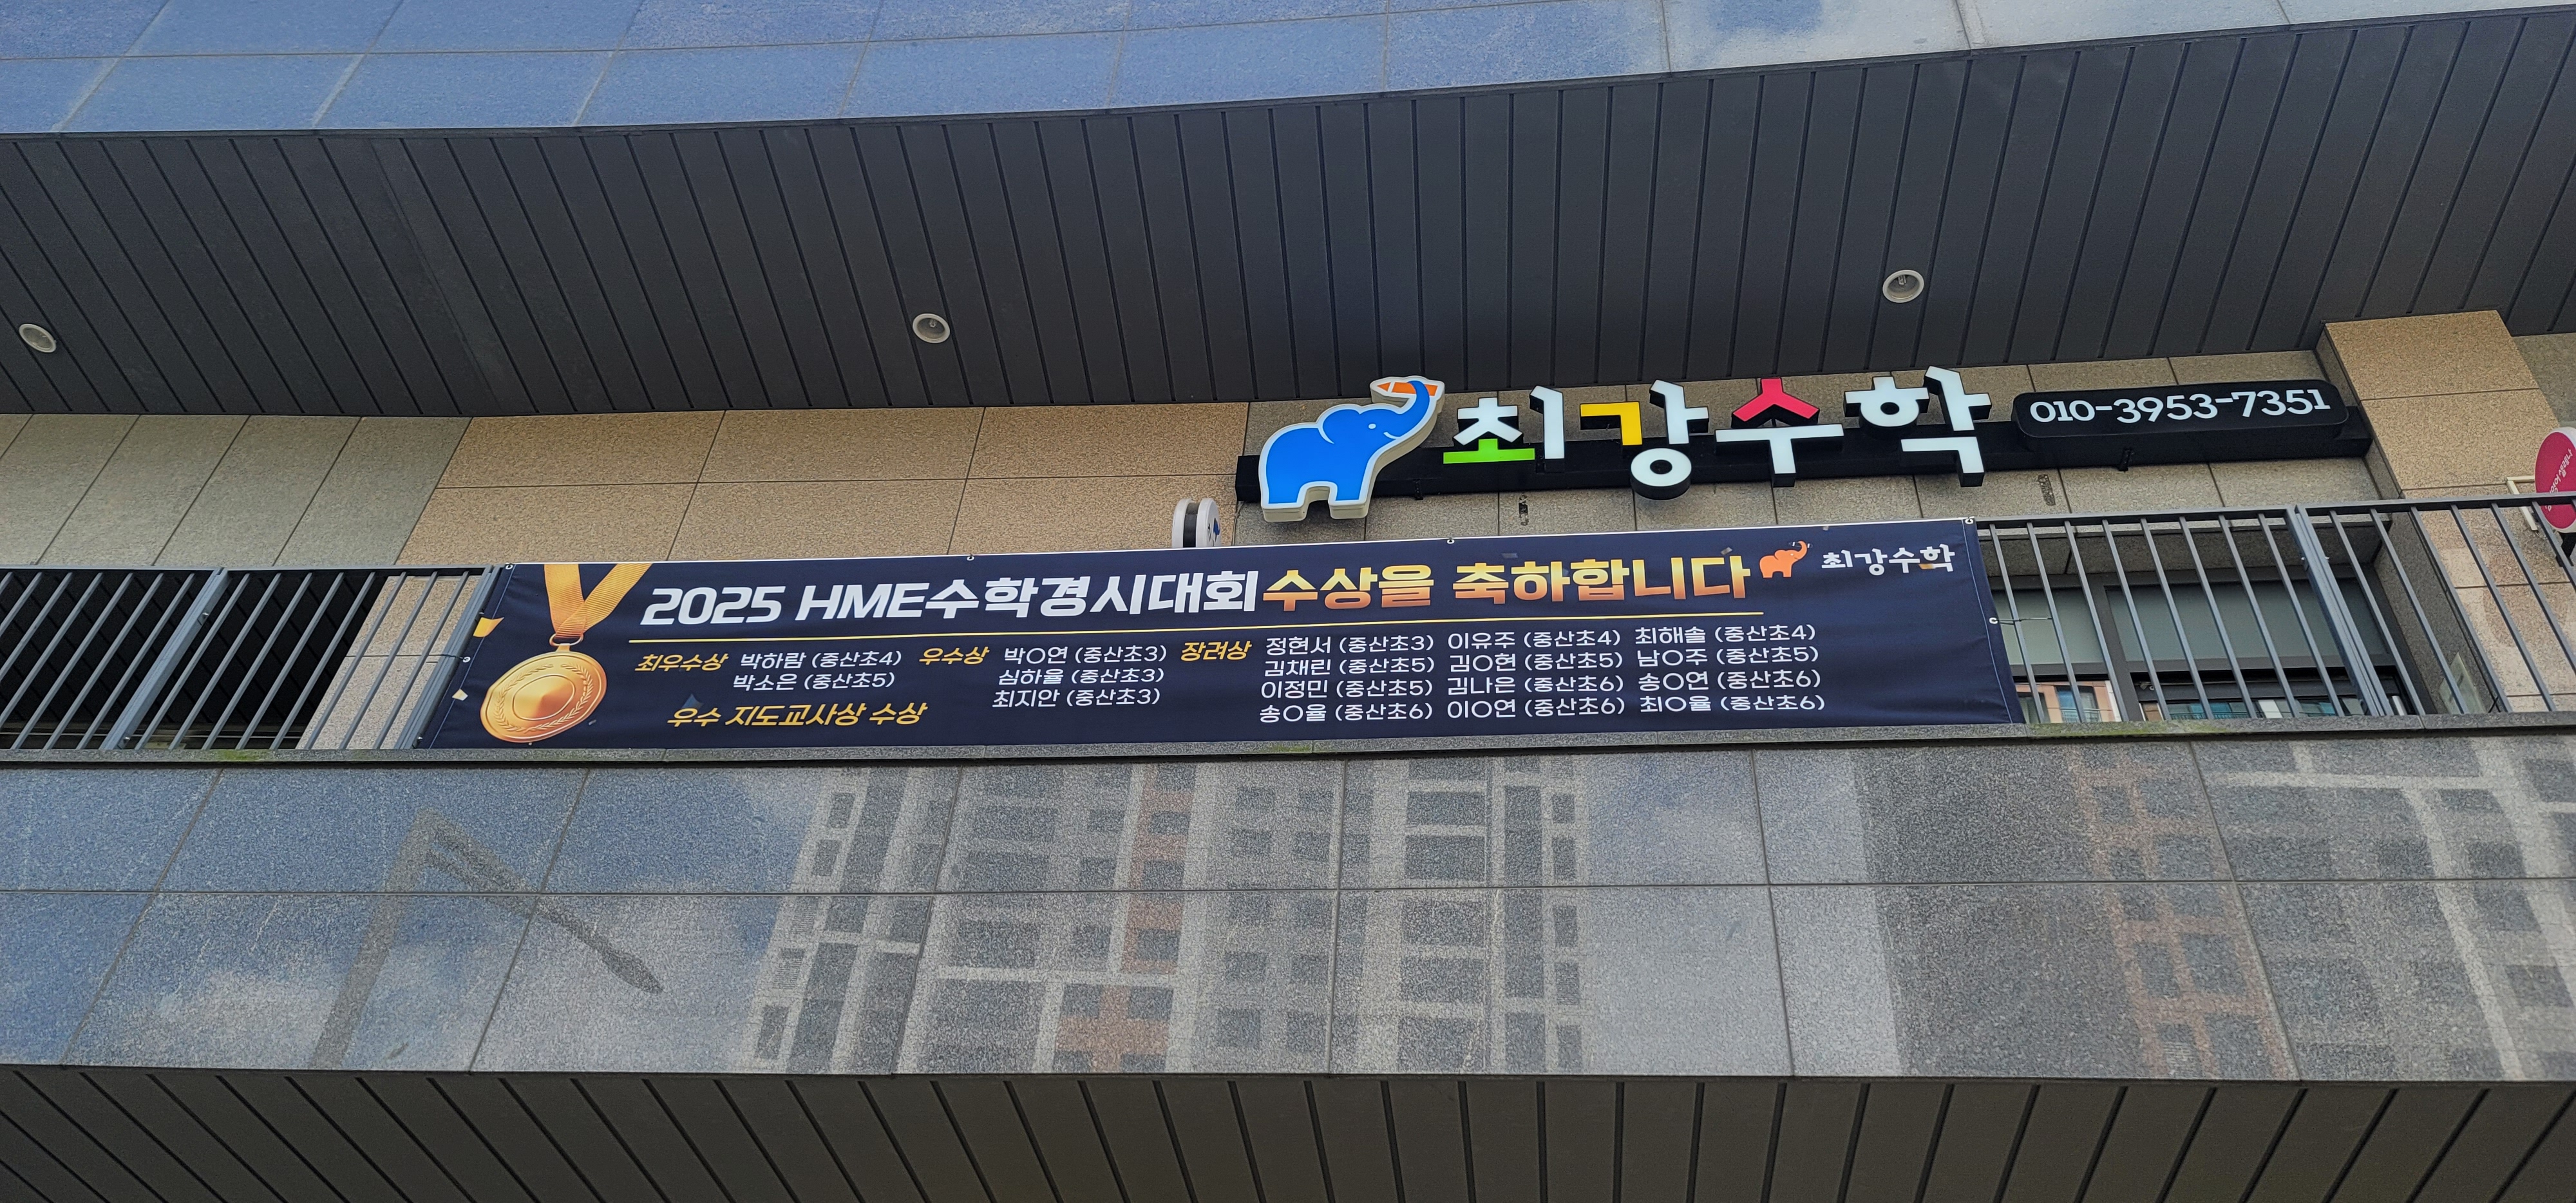 최강수학 010-3953-7351
2025 HME수학경시대회 수상을 축하합니다 최강수학
최우수상 박하람 (중산초4) 우수상 박O연 (중산초3) 장려상 정현서 (중산초3) 이유주 (중산초4) 최해솔 (중산초4)
박소은 (중산초5) 심하율 (중산초3) 김채린 (중산초5) 김O현 (중산초5) 남O주 (중산초5)
최지안 (중산초3) 이정민 (중산초5) 김나은 (중산초6) 송O연 (중산초6)
우수 지도교사상 수상 송O율 (중산초6) 이O연 (중산초6) 최O율 (중산초6)